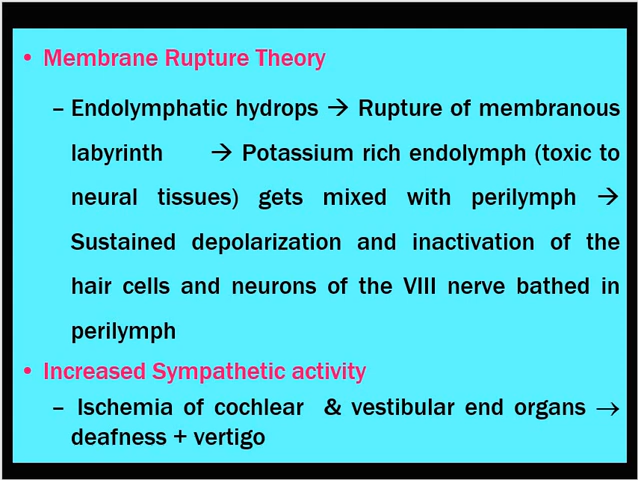 • Membrane Rupture Theory
– Endolymphatic hydrops → Rupture of membranous
labyrinth → Potassium rich endolymph (toxic to
neural tissues) gets mixed with perilymph →
Sustained depolarization and inactivation of the
hair cells and neurons of the VIII nerve bathed in
perilymph
• Increased Sympathetic activity
– Ischemia of cochlear & vestibular end organs →
deafness + vertigo